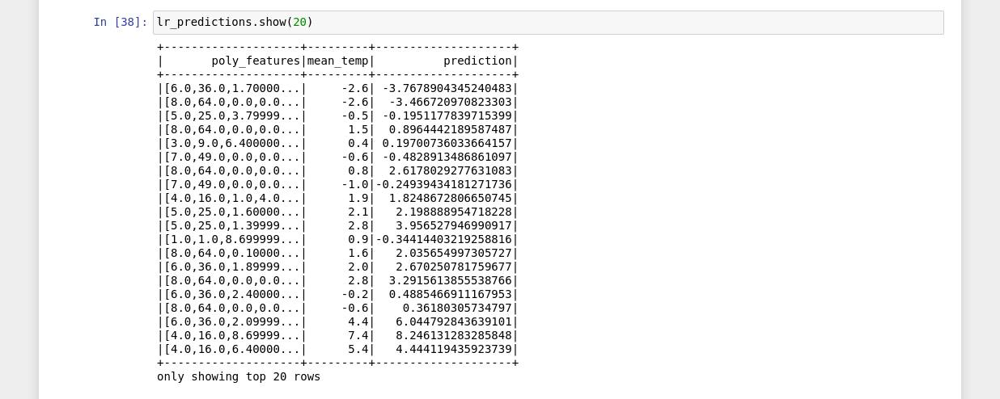 In [38]: lr_predictions.show(20)
+--------------------+---------+--------------------+
|       poly_features|mean_temp|          prediction|
+--------------------+---------+--------------------+
|[6.0,36.0,1.70000...|     -2.6| -3.7678904345240483|
|[8.0,64.0,0.0,0.0...|     -2.6|  -3.466720970823303|
|[5.0,25.0,3.79999...|     -0.5| -0.1951177839715399|
|[8.0,64.0,0.0,0.0...|      1.5|  0.8964442189587487|
|[3.0,9.0,6.400000...|      0.4| 0.19700736033664157|
|[7.0,49.0,0.0,0.0...|     -0.6| -0.4828913486861097|
|[8.0,64.0,0.0,0.0...|      0.8|  2.6178029277631083|
|[7.0,49.0,0.0,0.0...|     -1.0|-0.24939434181271736|
|[4.0,16.0,1.0,4.0...|      1.9|  1.8248672806650745|
|[5.0,25.0,1.60000...|      2.1|   2.198888954718228|
|[5.0,25.0,1.39999...|      2.8|   3.956527946990917|
|[1.0,1.0,8.699999...|      0.9|-0.34414403219258816|
|[8.0,64.0,0.10000...|      1.6|   2.035654997305727|
|[6.0,36.0,1.89999...|      2.0|   2.670250781759677|
|[8.0,64.0,0.0,0.0...|      2.8|  3.2915613855538766|
|[6.0,36.0,2.40000...|     -0.2|  0.4885466911167953|
|[8.0,64.0,0.0,0.0...|     -0.6|    0.36180305734797|
|[6.0,36.0,2.09999...|      4.4|   6.044792843639101|
|[4.0,16.0,8.69999...|      7.4|   8.246131283285848|
|[4.0,16.0,6.40000...|      5.4|   4.444119435923739|
+--------------------+---------+--------------------+
only showing top 20 rows